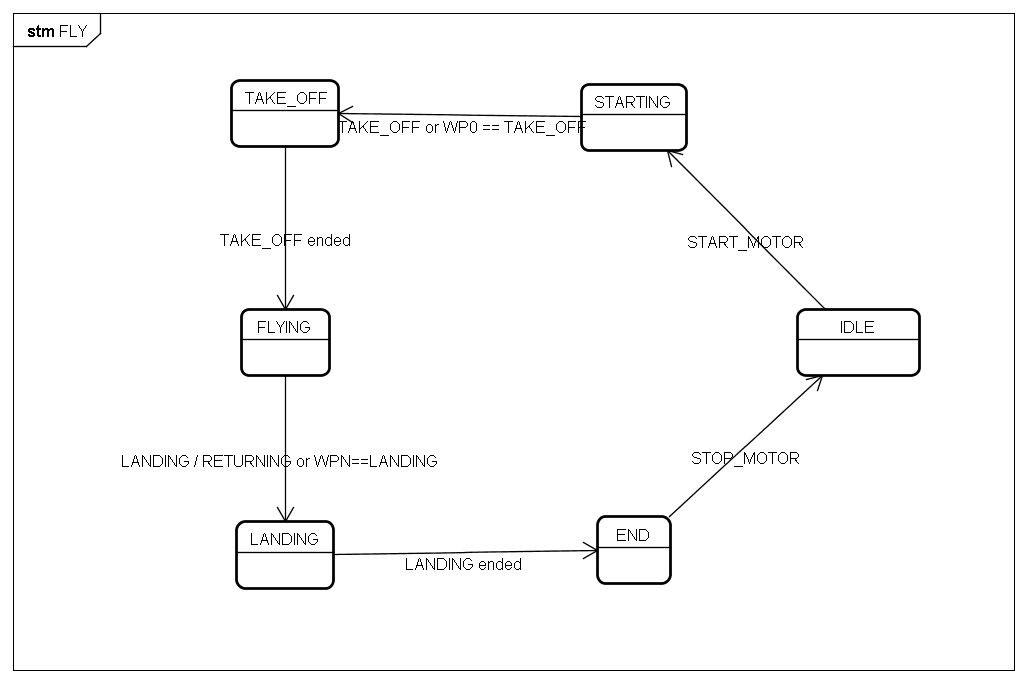 stm FLY
TAKE_OFF
STARTING
TAKE_OFF or WP0 == TAKE_OFF
TAKE_OFF ended
START_MOTOR
FLYING
IDLE
LANDING / RETURNING or WPN==LANDING
STOP_MOTOR
LANDING
END
LANDING ended